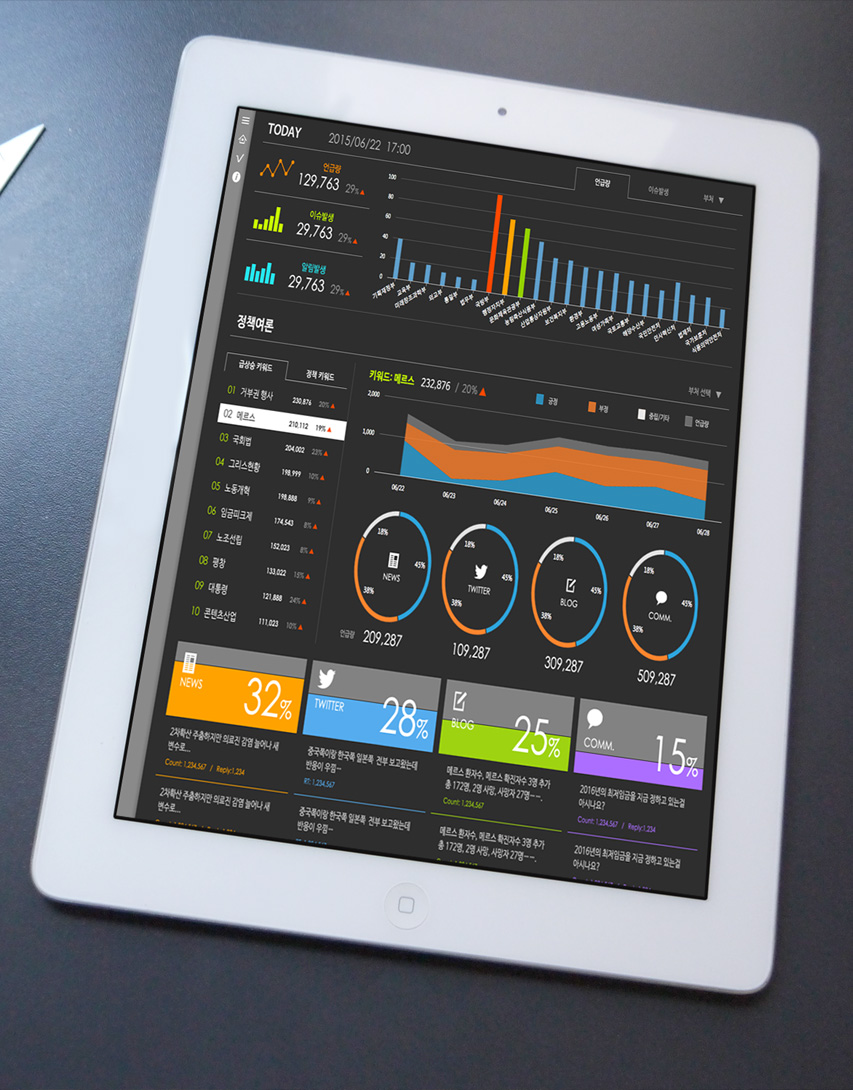 TODAY
2015/06/22 17:00
언급량
129,763 29%▲
이슈발생
29,763 29%▲
알림발생
29,763 29%▲
언급량
이슈발생
부처 ▼
100
80
60
40
20
0
기획재정부
교육부
미래창조과학부
외교부
통일부
법무부
국방부
행정자치부
문화체육관광부
농림축산식품부
산업통상자원부
보건복지부
환경부
고용노동부
여성가족부
국토교통부
해양수산부
국민안전처
인사혁신처
법제처
국가보훈처
식품의약안전처
정책여론
부처 선택 ▼
급상승 키워드
정책 키워드
01 거부권 행사 230,876 20%▲
02 메르스 210,112 19%▲
03 국회법 204,002 23%▲
04 그리스현황 198,999 10%▲
05 노동개혁 198,888 9%▲
06 임금피크제 174,543 8%▲
07 노조설립 152,023 8%▲
08 평창 133,022 18%▲
09 대통령 121,888 24%▲
10 콘텐츠산업 111,023 10%▲
키워드: 메르스 232,876 / 20%▲
긍정
부정
중립/기타
언급량
2,000
1,000
0
06/22
06/23
06/24
06/25
06/26
06/27
06/28
18%
45%
38%
NEWS
18%
45%
38%
TWITTER
18%
45%
38%
BLOG
18%
45%
38%
COMM.
언급량 209,287
109,287
309,287
509,287
NEWS
32%
TWITTER
28%
BLOG
25%
COMM.
15%
2차확산 주춤하지만 의료진 감염 늘어나 새
변수로...
Count: 1,234,567 / Reply:1,234
2차확산 주춤하지만 의료진 감염 늘어나 새
변수로...
중국쪽이랑 한국쪽 일본쪽 전부 보고왔는데
반응이 우껴--
RT: 1,234,567
중국쪽이랑 한국쪽 일본쪽 전부 보고왔는데
반응이 우껴--
메르스 환자수, 메르스 확진자수 3명 추가
총 172명, 2명 사망, 사망자 27명-- --.
Count: 1,234,567
메르스 환자수, 메르스 확진자수 3명 추가
총 172명, 2명 사망, 사망자 27명-- --.
2016년의 최저임금을 지금 정하고 있는걸
아시나요?
Count: 1,234,567 / Reply:1,234
2016년의 최저임금을 지금 정하고 있는걸
아시나요?